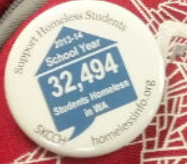 Support Homeless Students
2013-14
School Year
32,494
Students Homeless
in WA
SKCCH
homelessinfo.org